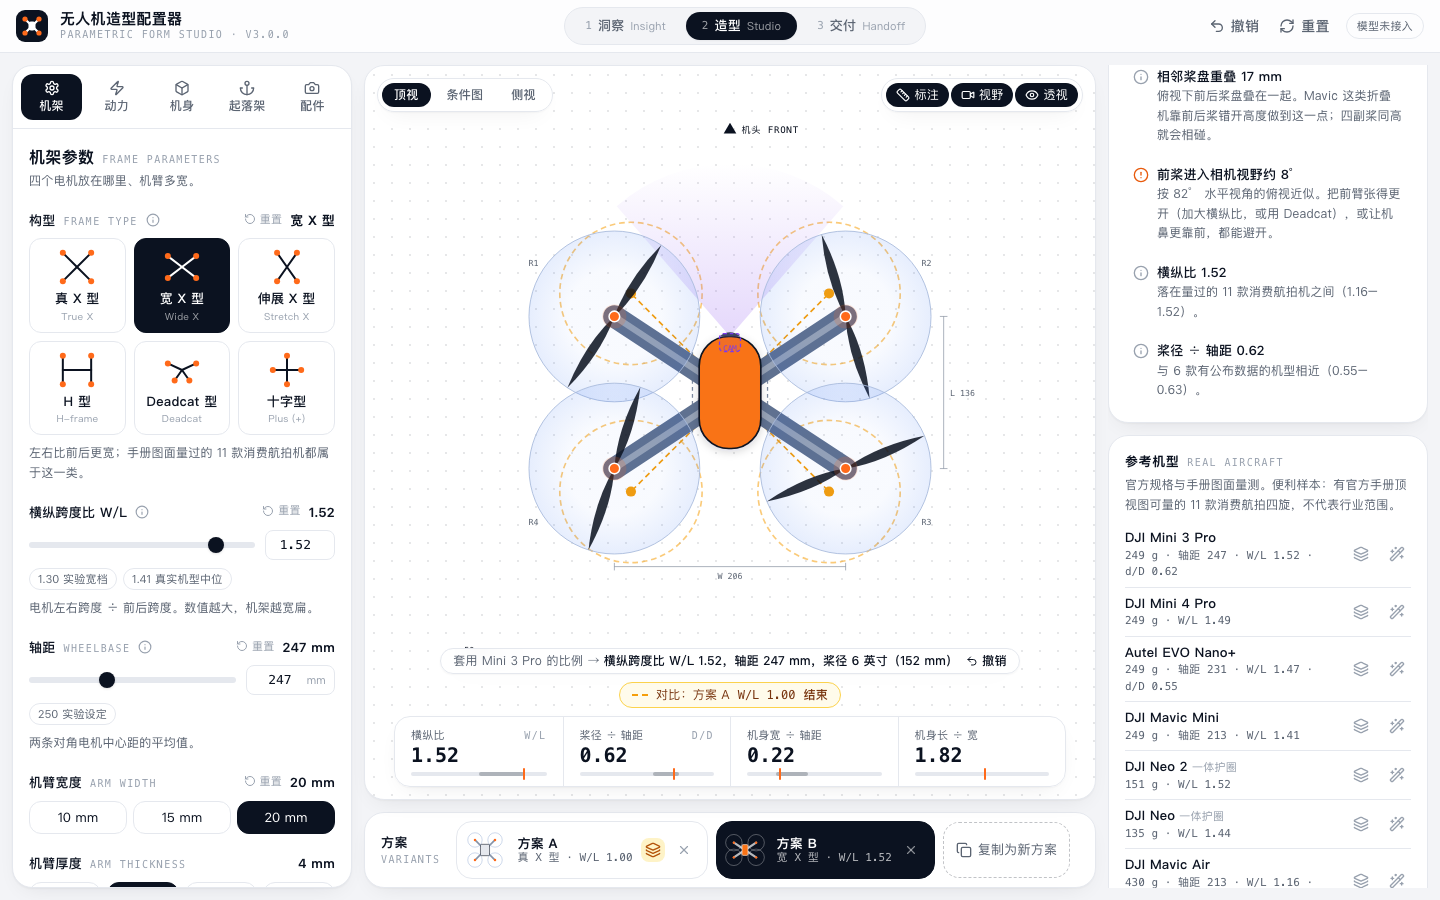 无人机造型配置器
PARAMETRIC FORM STUDIO · V3.0.0
1 洞察 Insight
2 造型 Studio
3 交付 Handoff
撤销
重置
模型未接入
机架
动力
机身
起落架
配件
机架参数 FRAME PARAMETERS
四个电机放在哪里、机臂多宽。
构型 FRAME TYPE
重置 宽 X 型
真 X 型
True X
宽 X 型
Wide X
伸展 X 型
Stretch X
H 型
H-frame
Deadcat 型
Deadcat
十字型
Plus (+)
左右比前后更宽；手册图面量过的 11 款消费航拍机都属
于这一类。
横纵跨度比 W/L
重置 1.52
1.52
1.30 实验宽档
1.41 真实机型中位
电机左右跨度 ÷ 前后跨度。数值越大，机架越宽扁。
轴距 WHEELBASE
重置 247 mm
247 mm
250 实验设定
两条对角电机中心距的平均值。
机臂宽度 ARM WIDTH
重置 20 mm
10 mm
15 mm
20 mm
机臂厚度 ARM THICKNESS
4 mm
顶视
条件图
侧视
标注
视野
透视
机头 FRONT
R1
R2
R4
R3
L 136
W 206
套用 Mini 3 Pro 的比例 → 横纵跨度比 W/L 1.52，轴距 247 mm，桨径 6 英寸（152 mm）
撤销
对比：方案 A W/L 1.00 结束
横纵比 W/L
1.52
桨径 ÷ 轴距 D/D
0.62
机身宽 ÷ 轴距
0.22
机身长 ÷ 宽
1.82
方案
VARIANTS
方案 A
真 X 型 · W/L 1.00
方案 B
宽 X 型 · W/L 1.52
复制为新方案
相邻桨盘重叠 17 mm
俯视下前后桨盘叠在一起。Mavic 这类折叠
机靠前后桨错开高度做到这一点；四副桨同高
就会相碰。
前桨进入相机视野约 8°
按 82° 水平视角的俯视近似。把前臂张得更
开（加大横纵比，或用 Deadcat），或让机
鼻更靠前，都能避开。
横纵比 1.52
落在量过的 11 款消费航拍机之间（1.16–
1.52）。
桨径 ÷ 轴距 0.62
与 6 款有公布数据的机型相近（0.55–
0.63）。
参考机型 REAL AIRCRAFT
官方规格与手册图面量测。便利样本：有官方手册顶
视图可量的 11 款消费航拍四旋，不代表行业范围。
DJI Mini 3 Pro
249 g · 轴距 247 · W/L 1.52 ·
d/D 0.62
DJI Mini 4 Pro
249 g · W/L 1.49
Autel EVO Nano+
249 g · 轴距 231 · W/L 1.47 ·
d/D 0.55
DJI Mavic Mini
249 g · 轴距 213 · W/L 1.41
DJI Neo 2 一体护圈
151 g · W/L 1.52
DJI Neo 一体护圈
135 g · W/L 1.44
DJI Mavic Air
430 g · 轴距 213 · W/L 1.16 ·